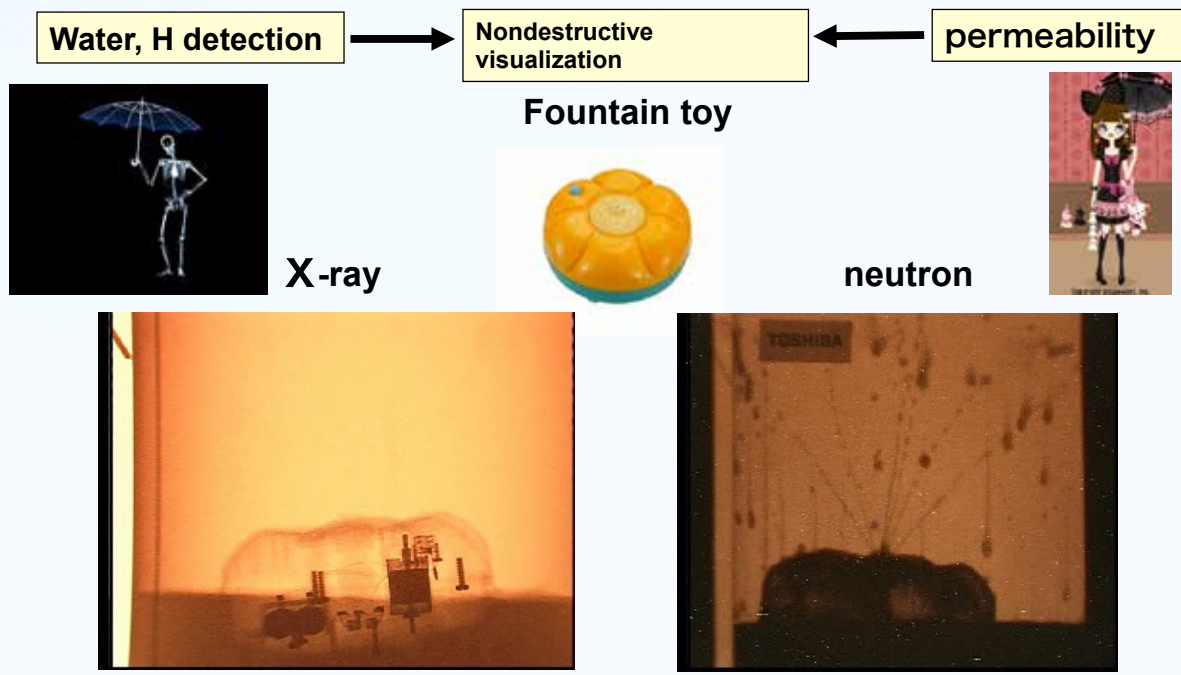 Water, H detection
Nondestructive
visualization
permeability
Fountain toy
X-ray
neutron
TOSHIBA